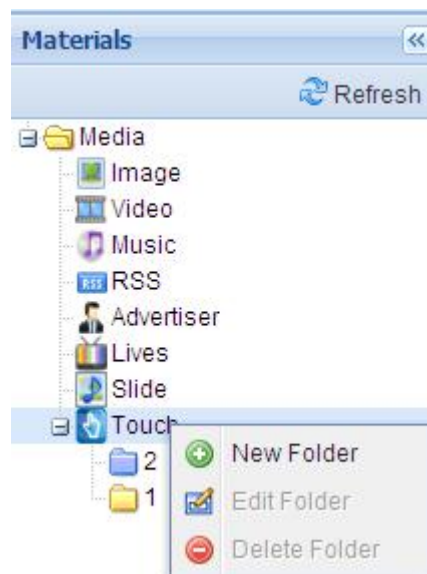 Materials
Refresh
Media
Image
Video
Music
RSS RSS
Advertiser
Lives
Slide
Touch
2 New Folder
1 Edit Folder
Delete Folder